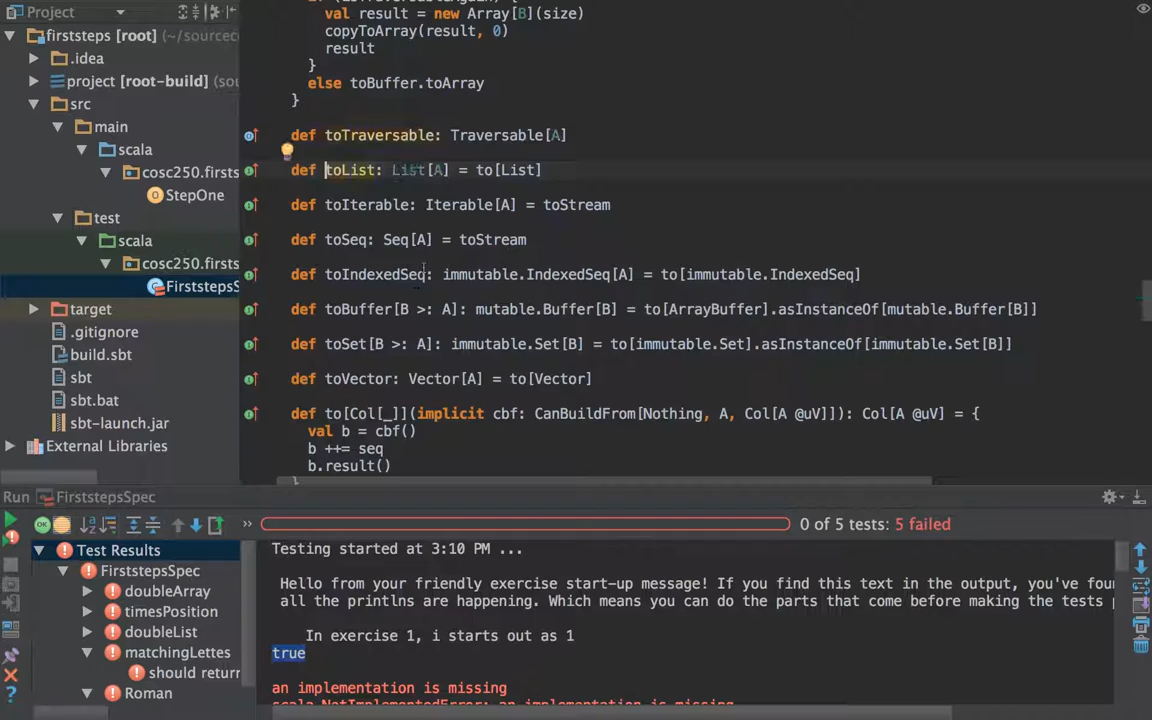 Project
firststeps [root] (~/sourcec
.idea
project [root-build] (sou
src
main
scala
cosc250.firsts
StepOne
test
scala
cosc250.firsts
FirststepsS
target
.gitignore
build.sbt
sbt
sbt.bat
sbt-launch.jar
External Libraries
val result = new Array[B](size)
copyToArray(result, 0)
result
}
else toBuffer.toArray
}
def toTraversable: Traversable[A]
def toList: List[A] = to[List]
def toIterable: Iterable[A] = toStream
def toSeq: Seq[A] = toStream
def toIndexedSeq: immutable.IndexedSeq[A] = to[immutable.IndexedSeq]
def toBuffer[B >: A]: mutable.Buffer[B] = to[ArrayBuffer].asInstanceOf[mutable.Buffer[B]]
def toSet[B >: A]: immutable.Set[B] = to[immutable.Set].asInstanceOf[immutable.Set[B]]
def toVector: Vector[A] = to[Vector]
def to[Col[_]](implicit cbf: CanBuildFrom[Nothing, A, Col[A @uV]]): Col[A @uV] = {
val b = cbf()
b ++= seq
b.result()
}
Run FirststepsSpec
OK
>> 0 of 5 tests: 5 failed
Test Results
FirststepsSpec
doubleArray
timesPosition
doubleList
matchingLettes
should return
Roman
Testing started at 3:10 PM ...
Hello from your friendly exercise start-up message! If you find this text in the output, you've fou
all the printlns are happening. Which means you can do the parts that come before making the tests p
In exercise 1, i starts out as 1
true
an implementation is missing
scala.NotImplementedError: an implementation is missing